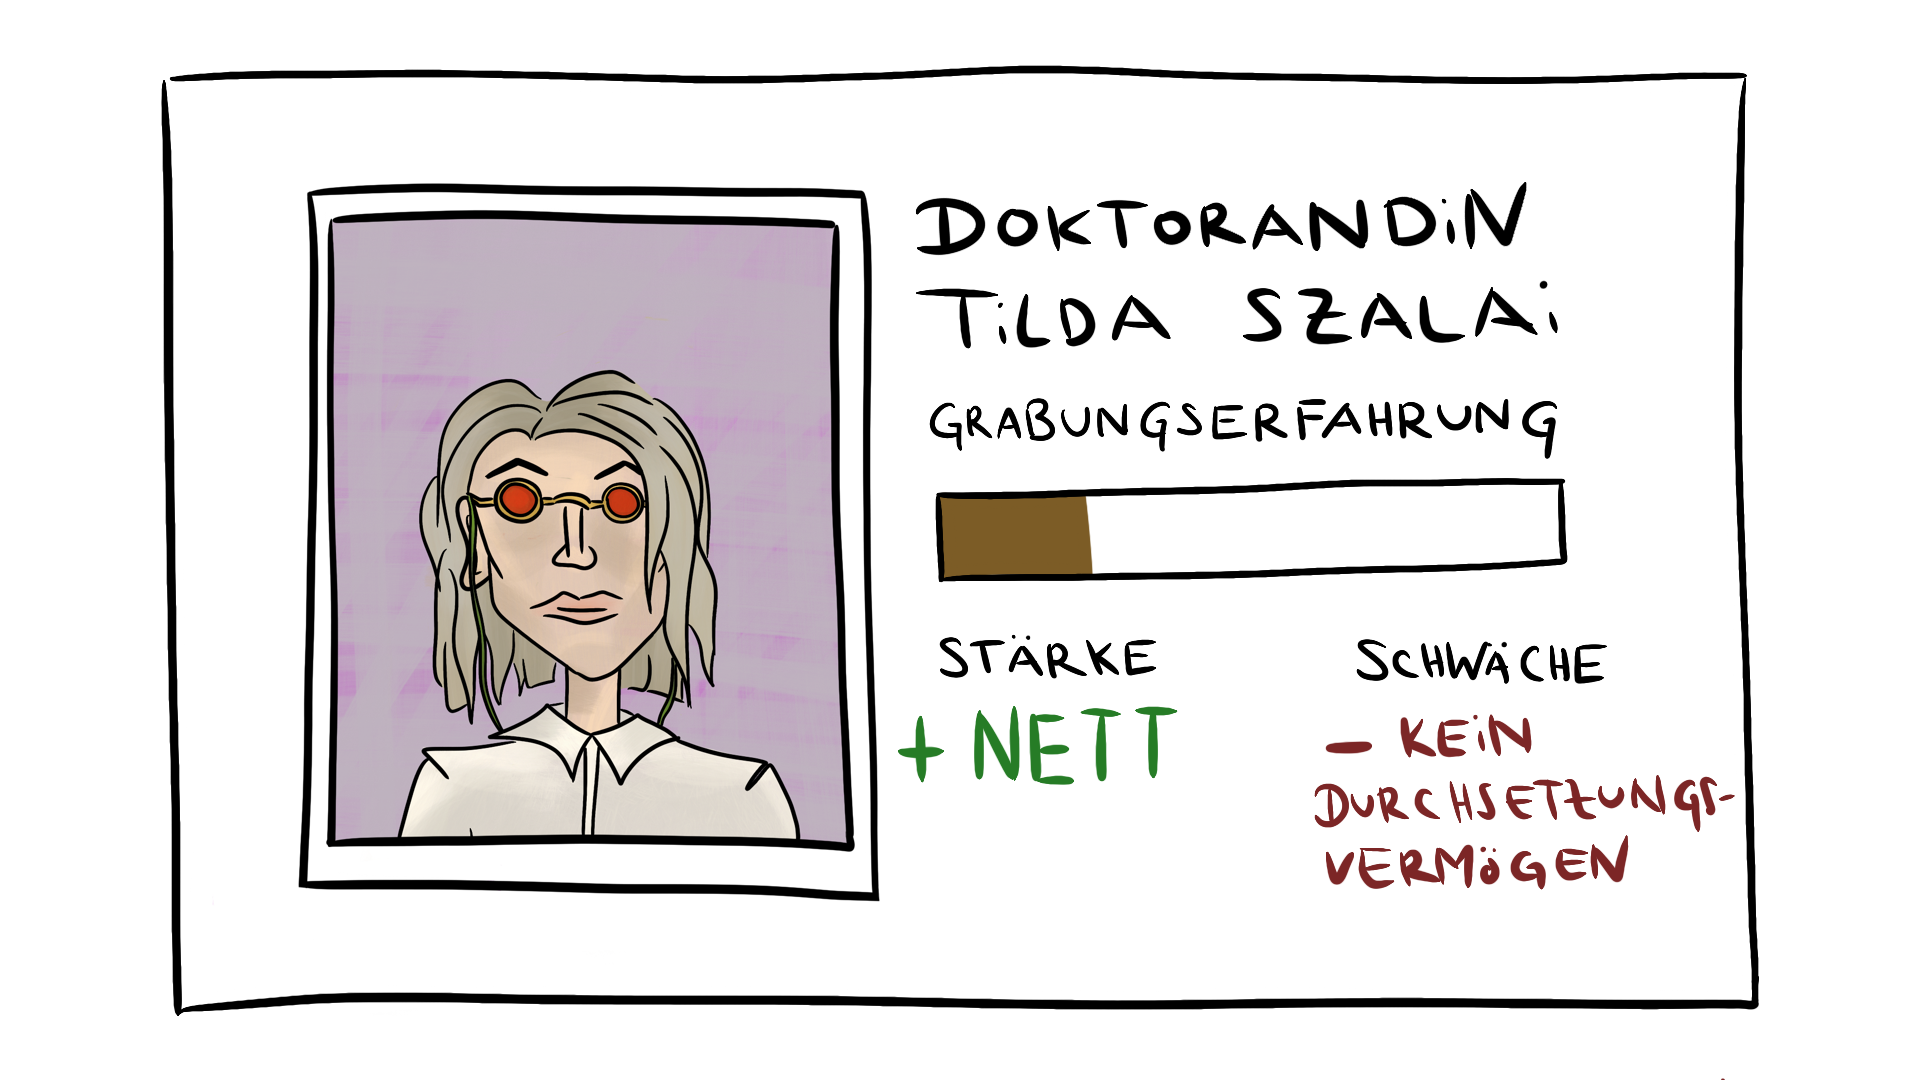 DOKTORANDIN
TILDA SZALAI
GRABUNGSERFAHRUNG
STÄRKE
+ NETT
SCHWÄCHE
- KEIN
DURCHSETZUNGS-
VERMÖGEN